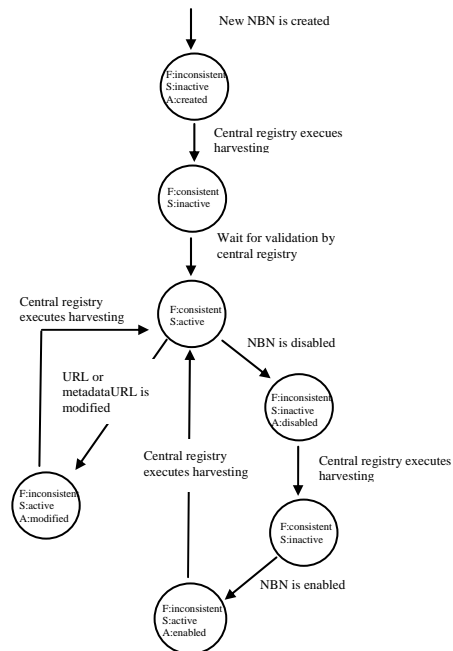 New NBN is created
F:inconsistent
S:inactive
A:created
Central registry execues
harvesting
F:consistent
S:inactive
Wait for validation by
central registry
F:consistent
S:active
Central registry
executes harvesting
NBN is disabled
URL or
metadataURL is
modified
F:inconsistent
S:inactive
A:disabled
Central registry
executes harvesting
Central registry executes
harvesting
F:inconsistent
S:active
A:modified
F:consistent
S:inactive
NBN is enabled
F:inconsistent
S:active
A:enabled